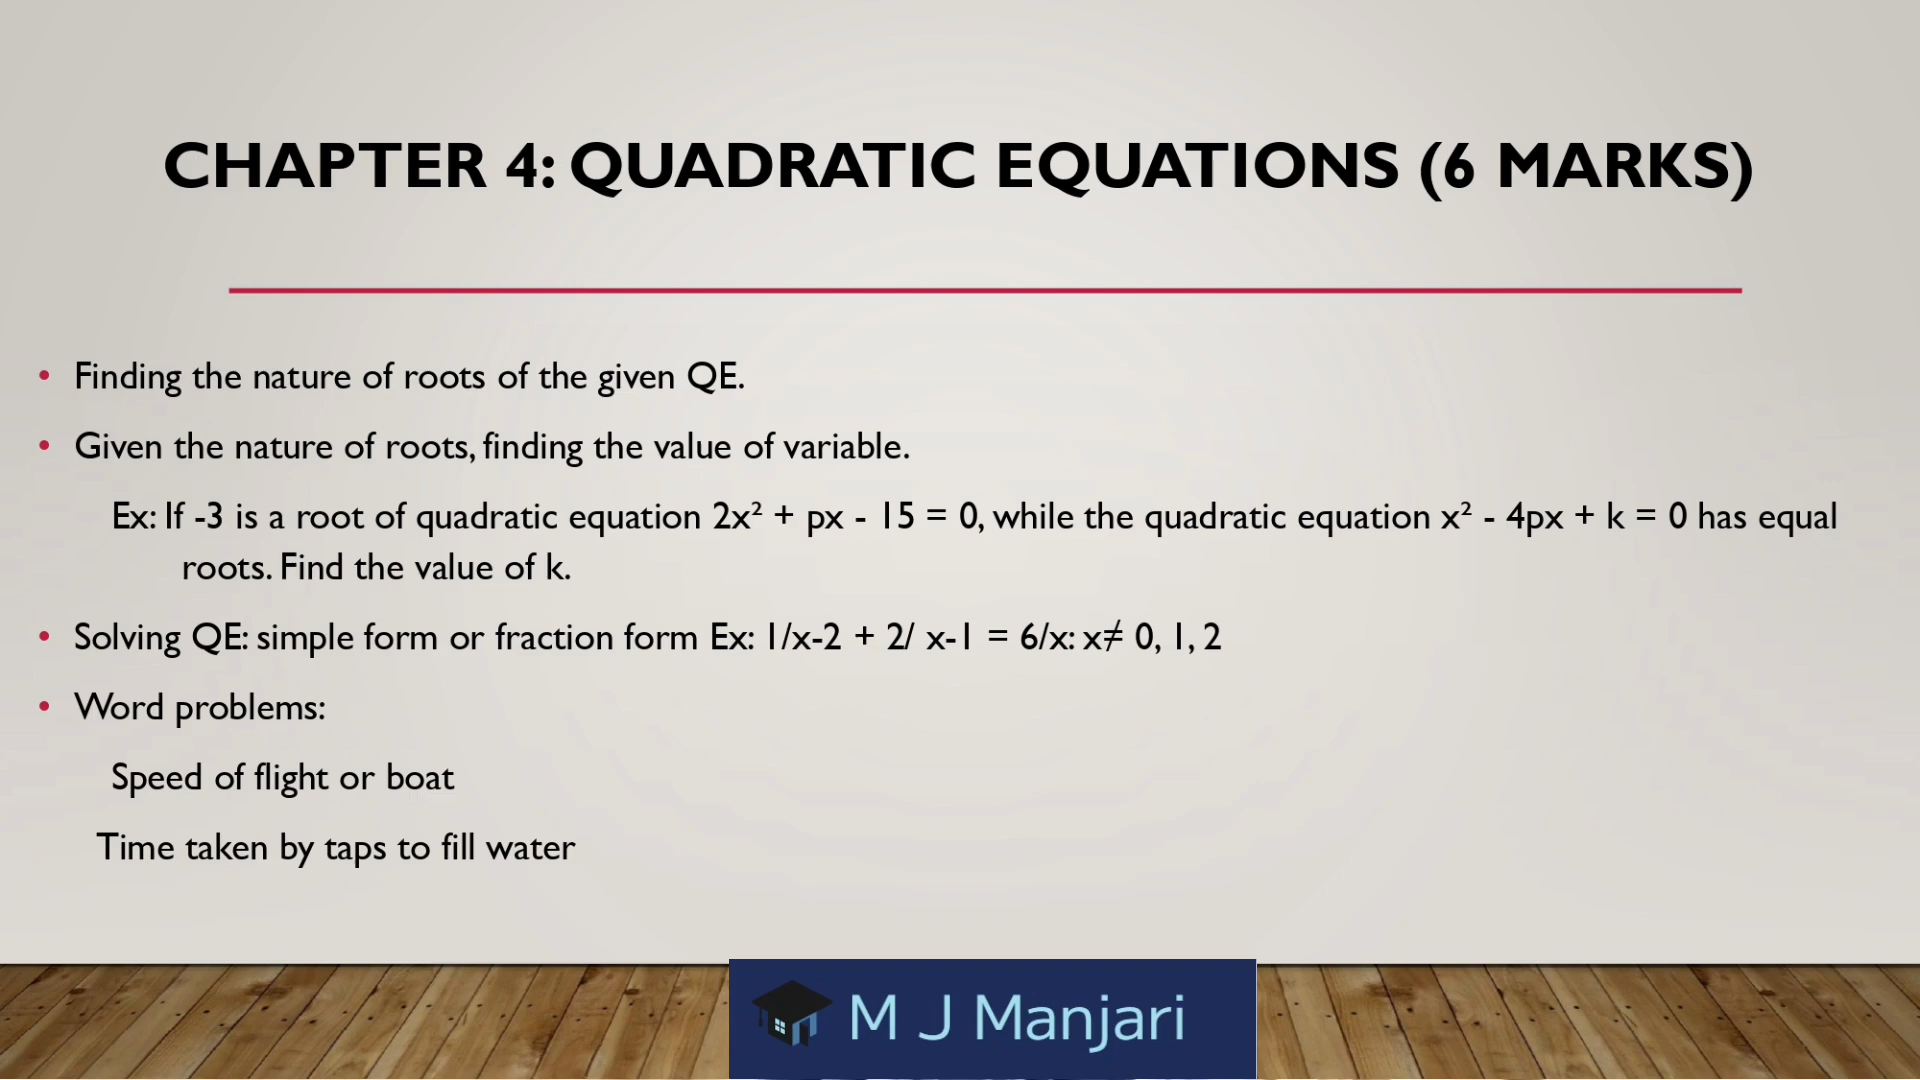 CHAPTER 4: QUADRATIC EQUATIONS (6 MARKS)
• Finding the nature of roots of the given QE.
• Given the nature of roots, finding the value of variable.
Ex: If -3 is a root of quadratic equation 2x² + px - 15 = 0, while the quadratic equation x² - 4px + k = 0 has equal
roots. Find the value of k.
• Solving QE: simple form or fraction form Ex: 1/x-2 + 2/ x-1 = 6/x: x≠ 0, 1, 2
• Word problems:
Speed of flight or boat
Time taken by taps to fill water
M J Manjari